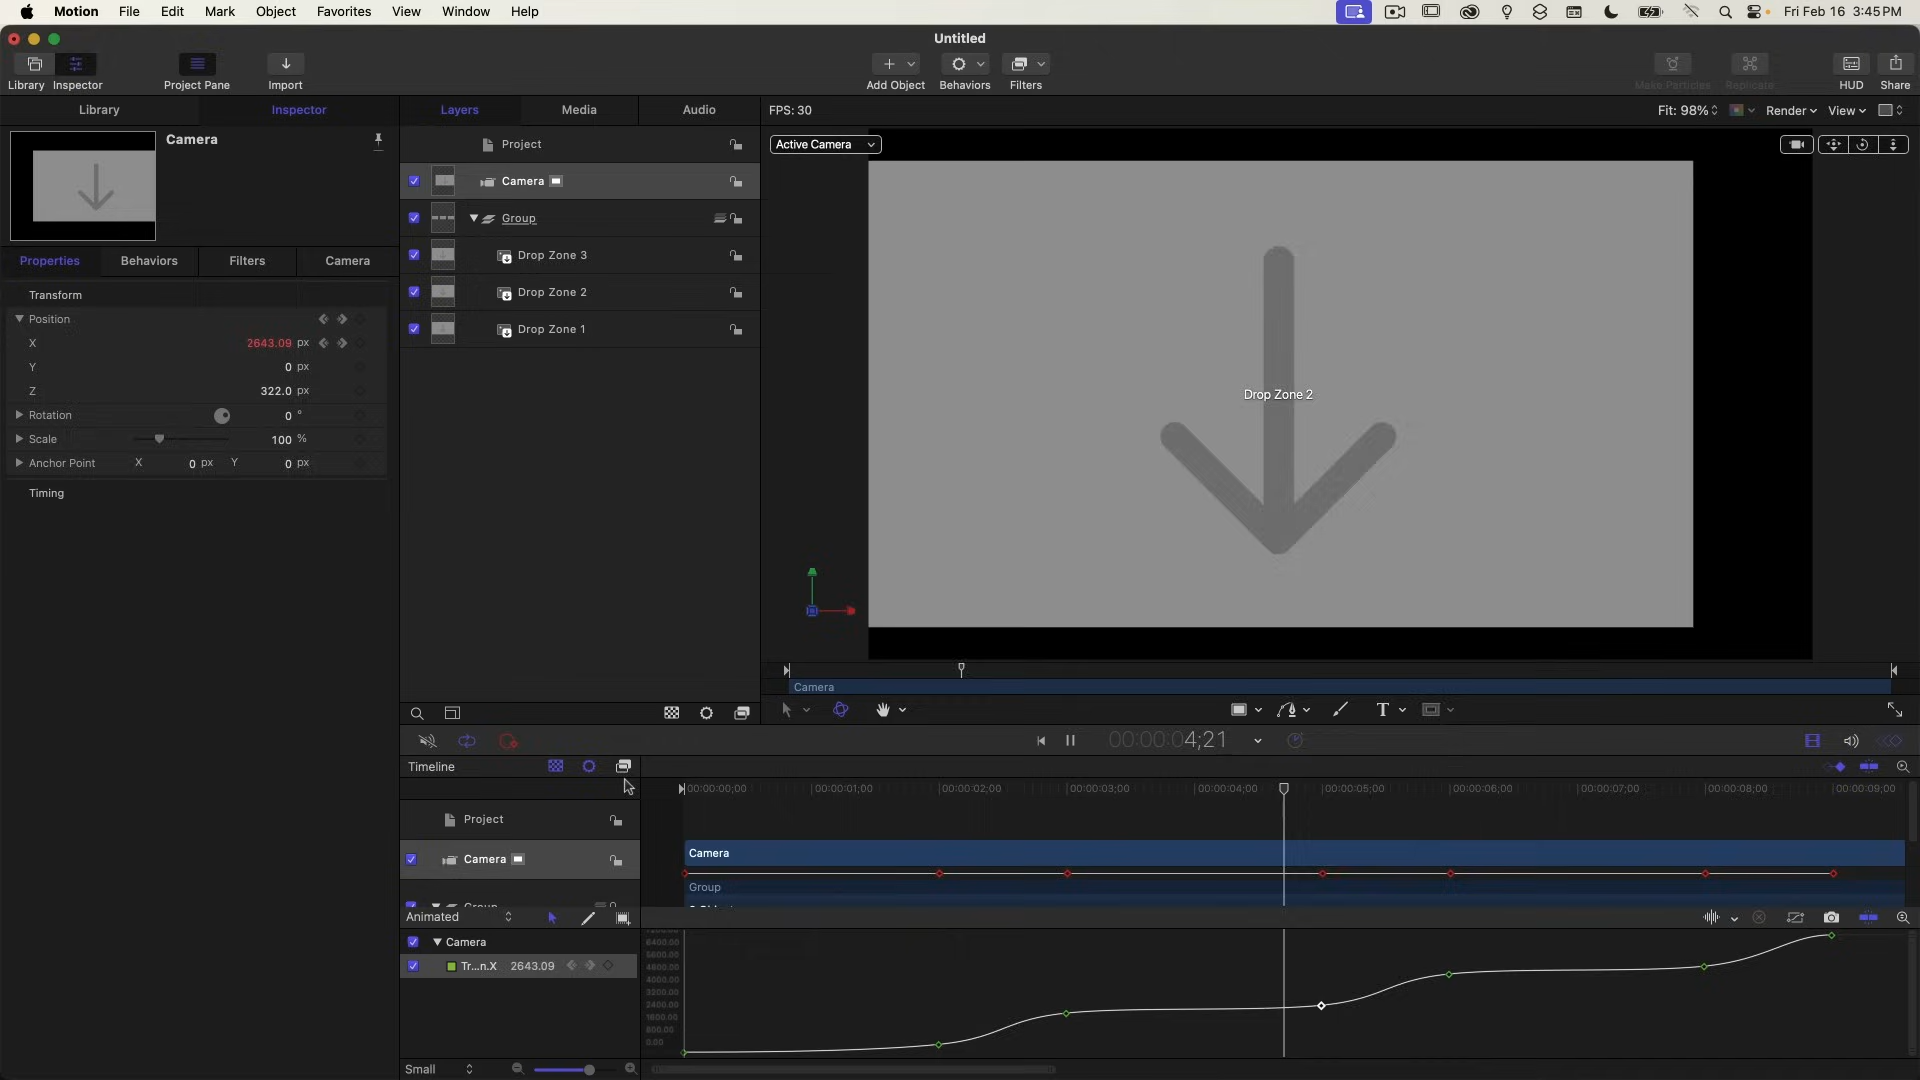 Motion File Edit Mark Object Favorites View Window Help Fri Feb 16 3:45 PM
Untitled
Library Inspector Project Pane Import Add Object Behaviors Filters Make Particles Replicate HUD Share
Library Inspector Layers Media Audio FPS: 30 Fit: 98% Render View
Camera
Project
Active Camera
Camera
Group
Drop Zone 3
Drop Zone 2
Drop Zone 1
Properties Behaviors Filters Camera
Transform
Position
X 2643.09 px
Y 0 px
Z 322.0 px
Rotation 0 °
Scale 100 %
Anchor Point X 0 px Y 0 px
Timing
Drop Zone 2
Camera
T
00:00:04;21
Timeline
00:00:00;00 00:00:01;00 00:00:02;00 00:00:03;00 00:00:04;00 00:00:05;00 00:00:06;00 00:00:07;00 00:00:08;00 00:00:09;00
Project
Camera
Camera
Group
Group
Animated
Camera
Tr...n.X 2643.09
6400.00
5600.00
4800.00
4000.00
3200.00
2400.00
1600.00
800.00
0.00
Small